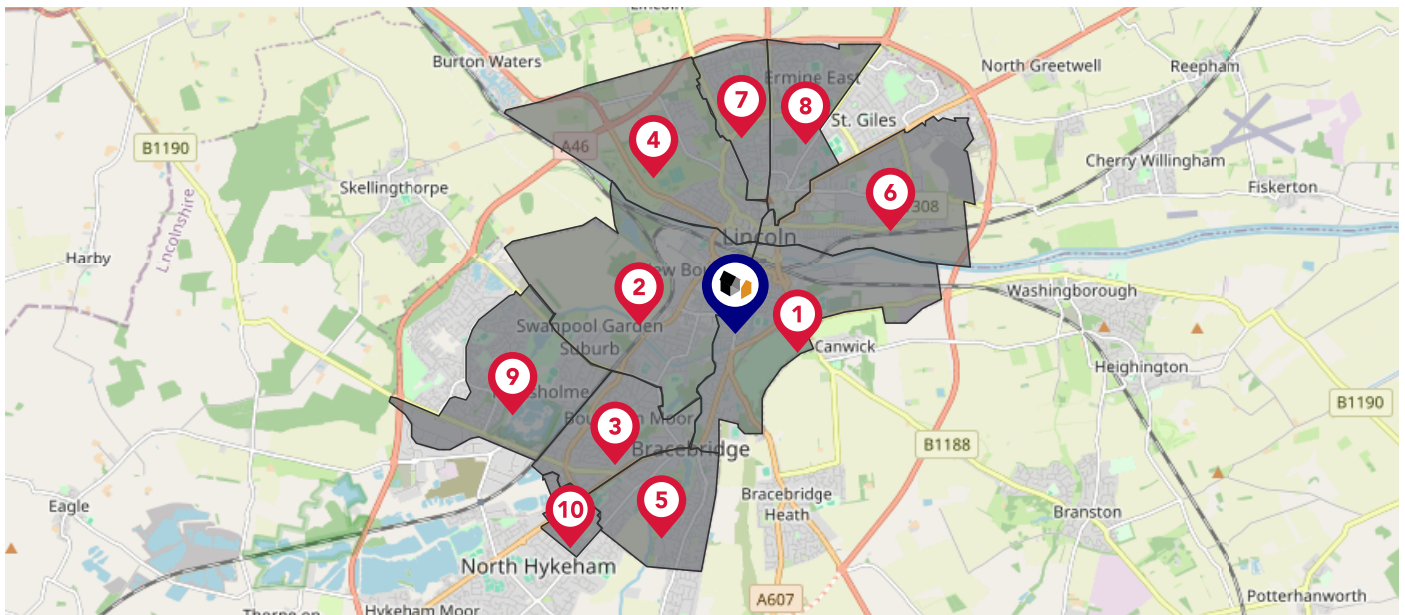 Lincoln
Burton Waters
North Greetwell
Reepham
Ermine East
7
8
St. Giles
B1190
A46
4
Cherry Willingham
Skellingthorpe
Fiskerton
6
308
Lincolnshire
Lincoln
Harby
2
1
Washingborough
Swanpool Garden
Suburb
Canwick
Heighington
9
B1190
3
Bracebridge
B1188
5
Bracebridge
Heath
10
Eagle
Branston
North Hykeham
A607
Potterhanworth
Hykeham Moor